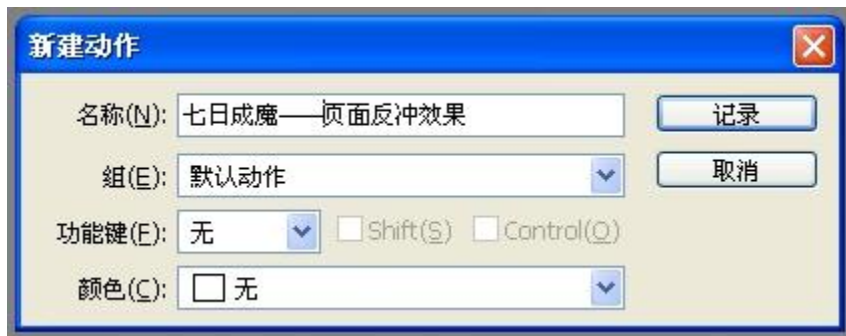 新建动作
名称(N): 七日成魔——页面反冲效果 记录
组(E): 默认动作 取消
功能键(F): 无 Shift(S) Control(O)
颜色(C): 无